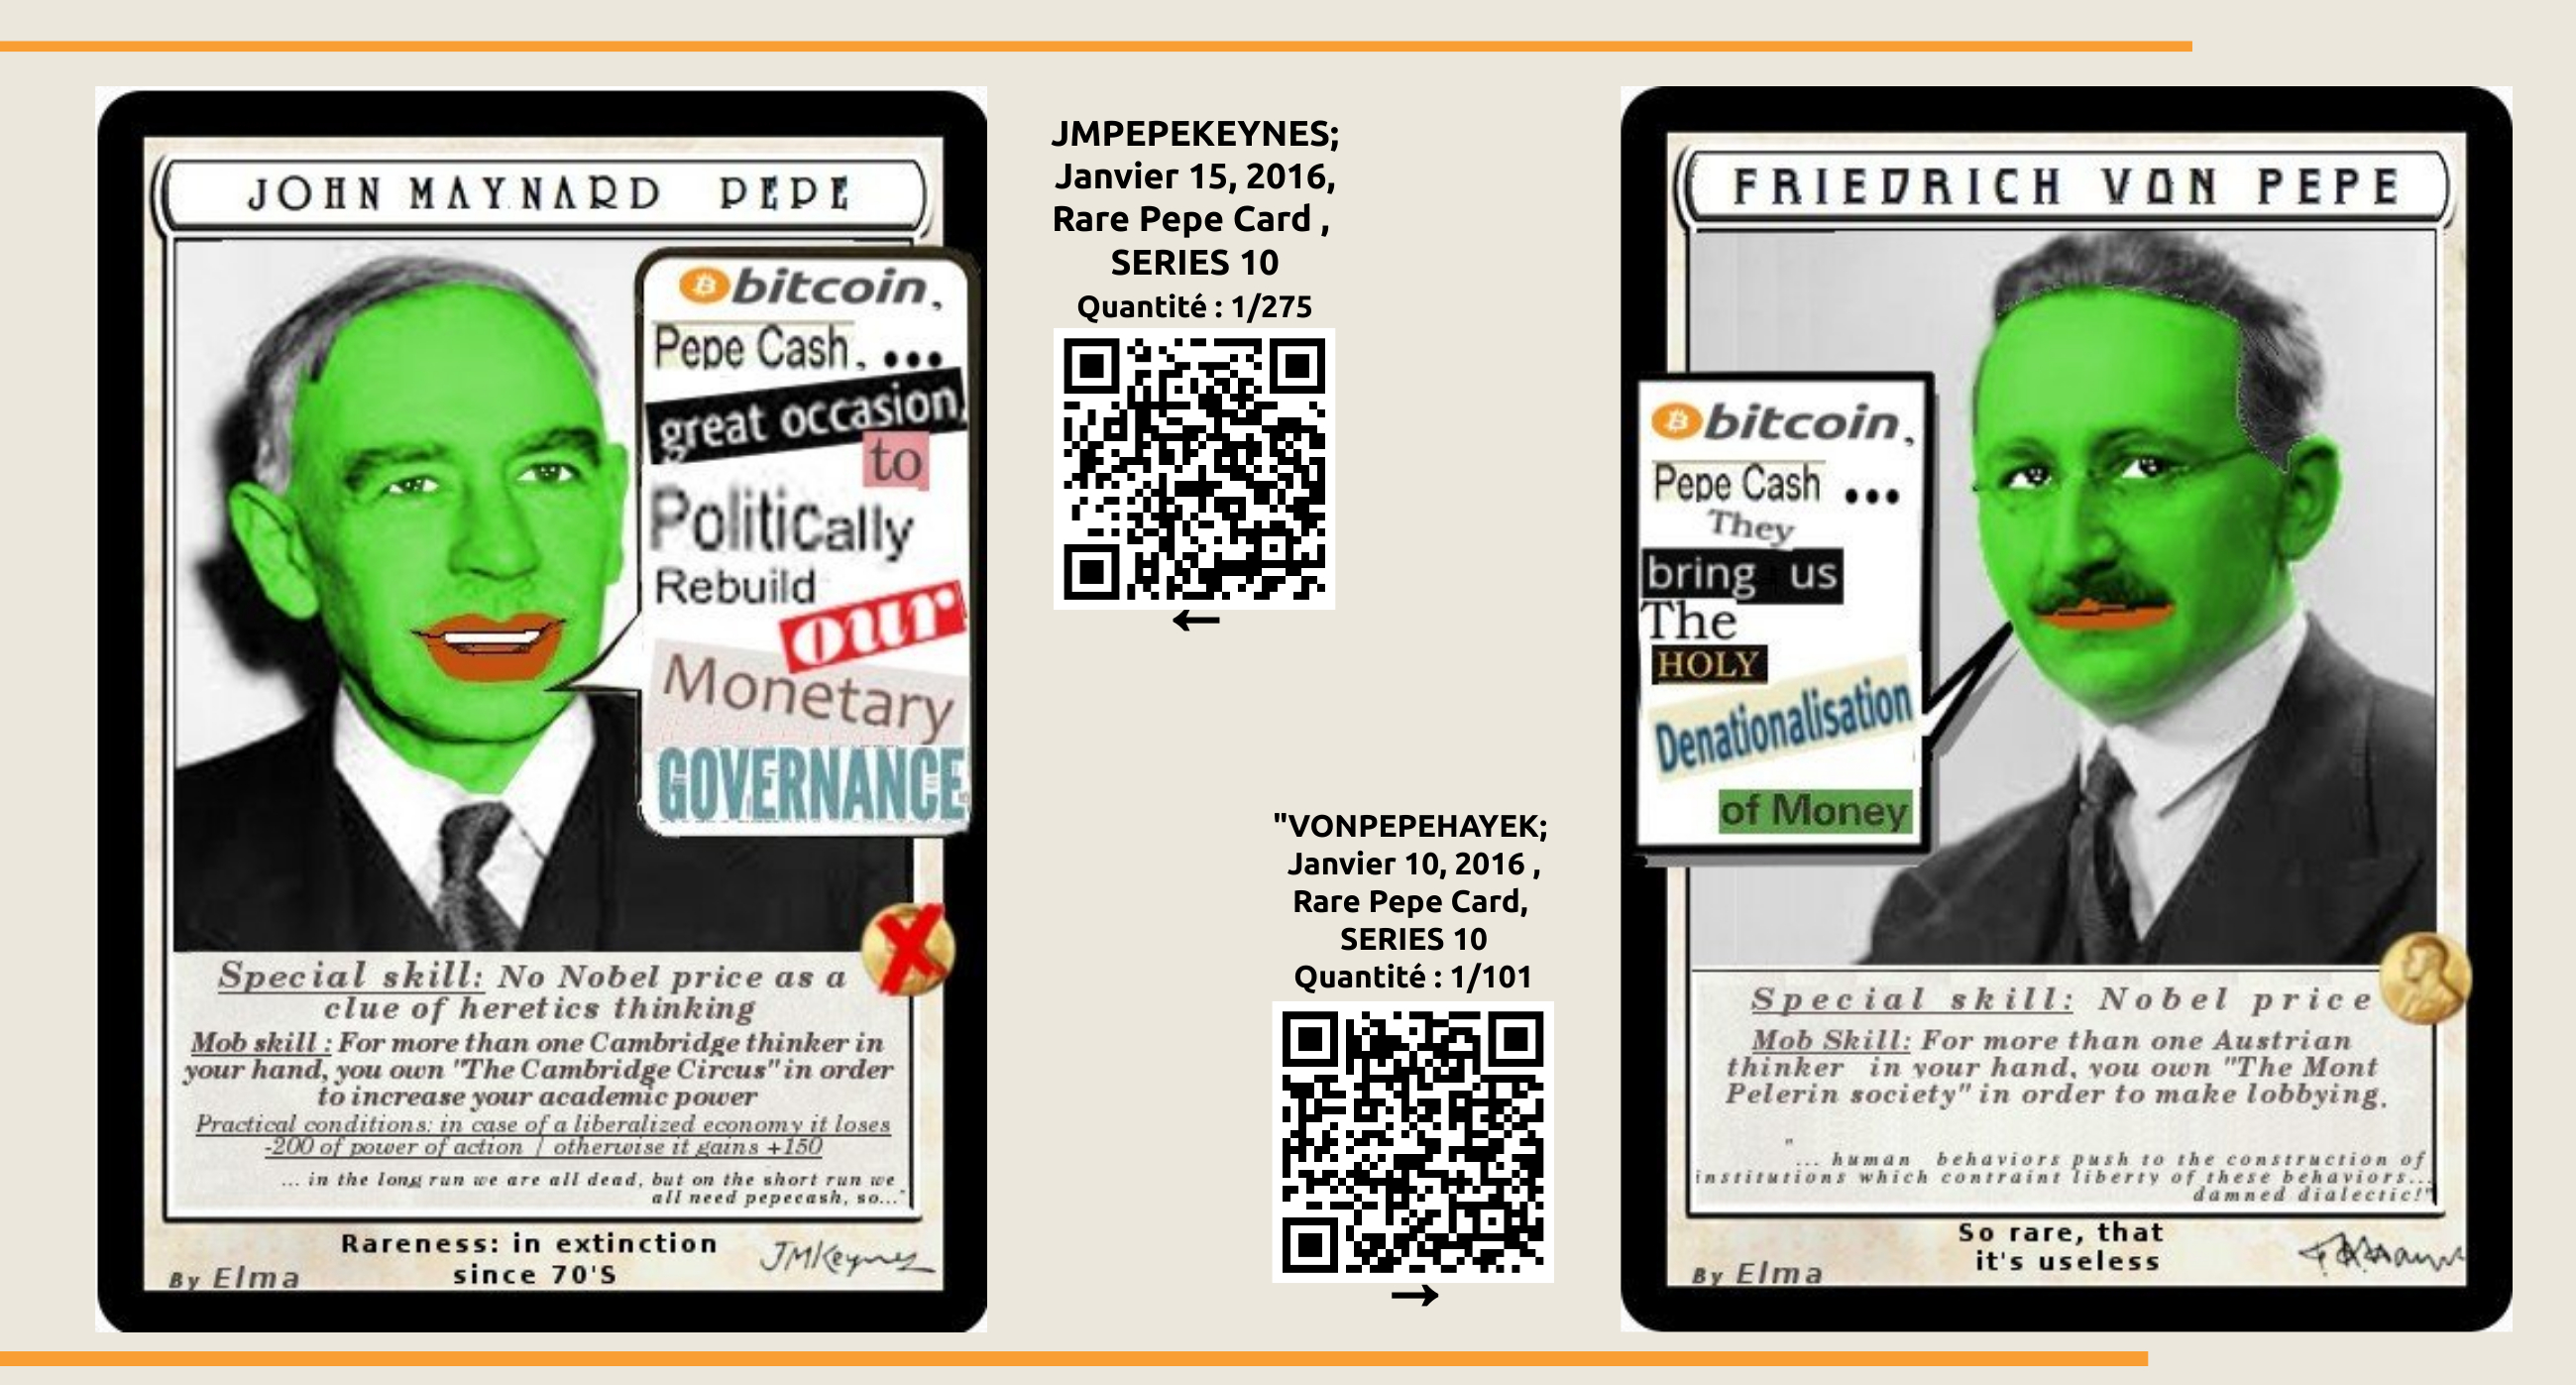 JOHN MAYNARD PEPE
bitcoin,
Pepe Cash, ...
great occasion,
to
Politically
Rebuild
our
Monetary
GOVERNANCE
Special skill: No Nobel price as a
clue of heretics thinking
Mob skill : For more than one Cambridge thinker in
your hand, you own "The Cambridge Circus" in order
to increase your academic power
Practical conditions: in case of a liberalized economy it loses
-200 of power of action / otherwise it gains +150
... in the long run we are all dead, but on the short run we
all need pepecash, so..."
Rareness: in extinction
since 70'S
By Elma
JMKeynes
JMPEPEKEYNES;
Janvier 15, 2016,
Rare Pepe Card ,
SERIES 10
Quantité : 1/275
←
"VONPEPEHAYEK;
Janvier 10, 2016 ,
Rare Pepe Card,
SERIES 10
Quantité : 1/101
→
FRIEDRICH VON PEPE
bitcoin,
Pepe Cash ...
They
bring us
The
HOLY
Denationalisation
of Money
Special skill: Nobel price
Mob Skill: For more than one Austrian
thinker in your hand, you own "The Mont
Pelerin society" in order to make lobbying.
"
... human behaviors push to the construction of
institutions which contraint liberty of these behaviors...
damned dialectic!"
So rare, that
it's useless
By Elma